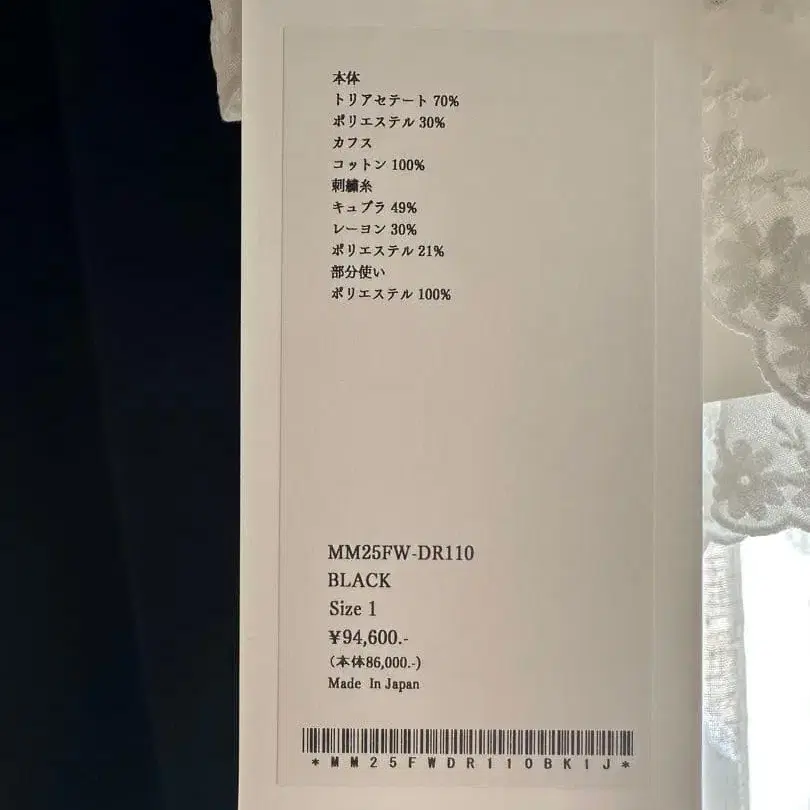 本体
トリアセテート 70%
ポリエステル 30%
カフス
コットン 100%
刺繍糸
キュプラ 49%
レーヨン 30%
ポリエステル 21%
部分使い
ポリエステル 100%
MM25FW-DR110
BLACK
Size 1
¥94,600.-
(本体86,000.-)
Made In Japan
*MM25FWDR110BK1J*